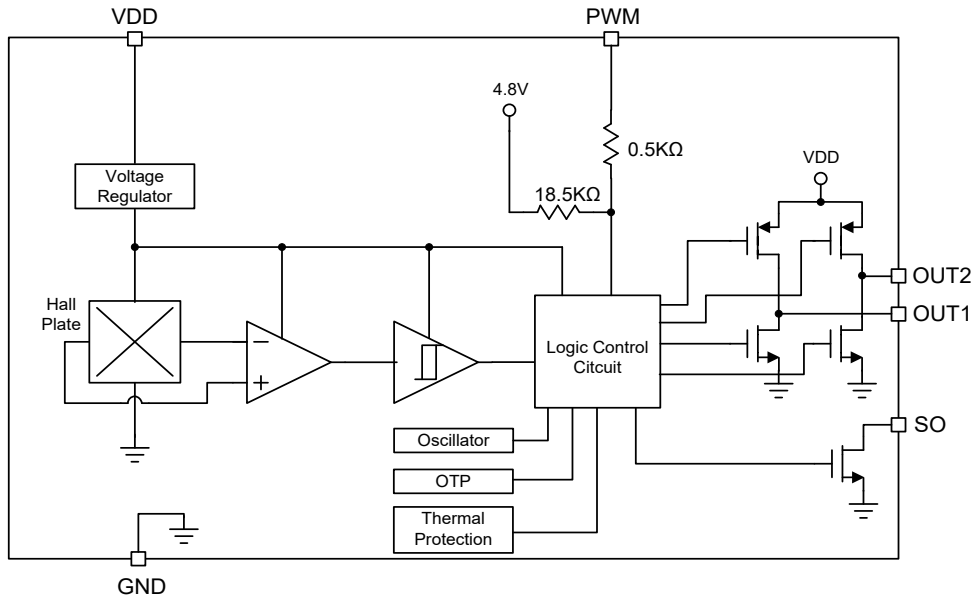 VDD
PWM
4.8V
0.5KΩ
18.5KΩ
VDD
Voltage
Regulator
Hall
Plate
−
+
Logic Control
Citcuit
OUT2
OUT1
SO
Oscillator
OTP
Thermal
Protection
GND